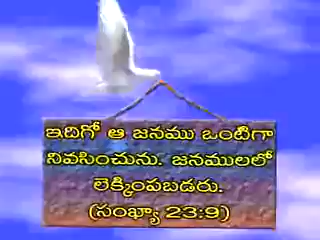 ఇదిగో ఆ జనము ఒంటిగా
నివసించును. జనములలో
లెక్కింపబడరు.
(సంఖ్యా 23:9)